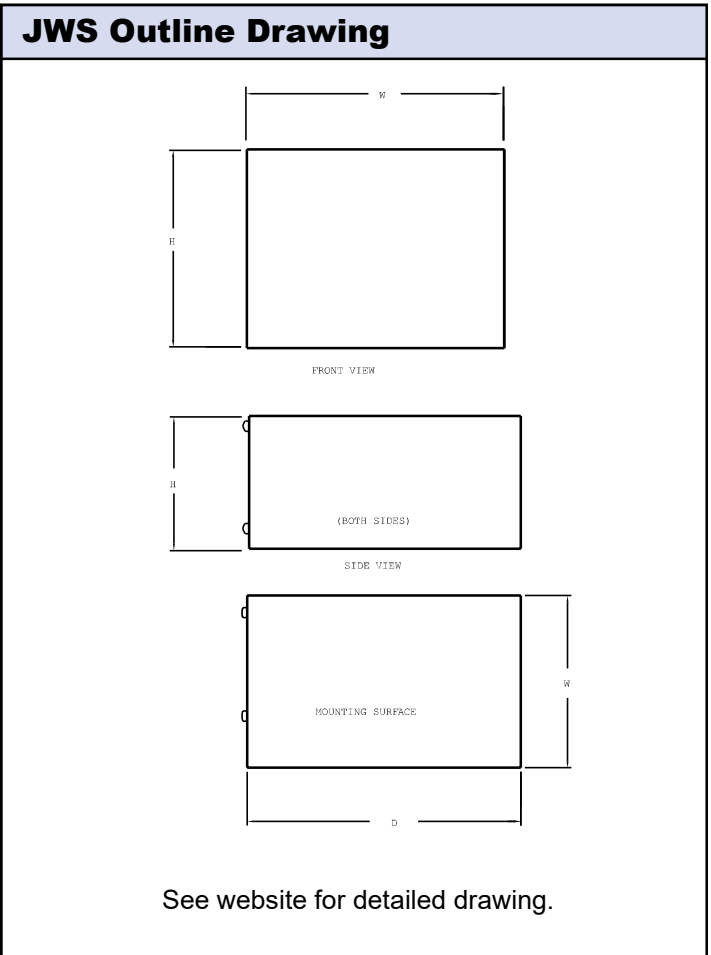 JWS Outline Drawing
W
H
FRONT VIEW
H
(BOTH SIDES)
SIDE VIEW
W
MOUNTING SURFACE
D
See website for detailed drawing.